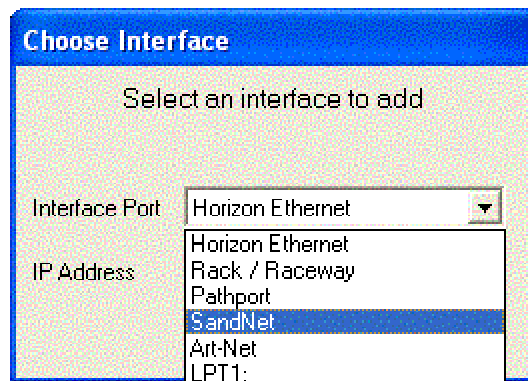 Choose Interface
Select an interface to add
Interface Port Horizon Ethernet
Horizon Ethernet
IP Address Rack / Raceway
Pathport
SandNet
Art-Net
LPT1: